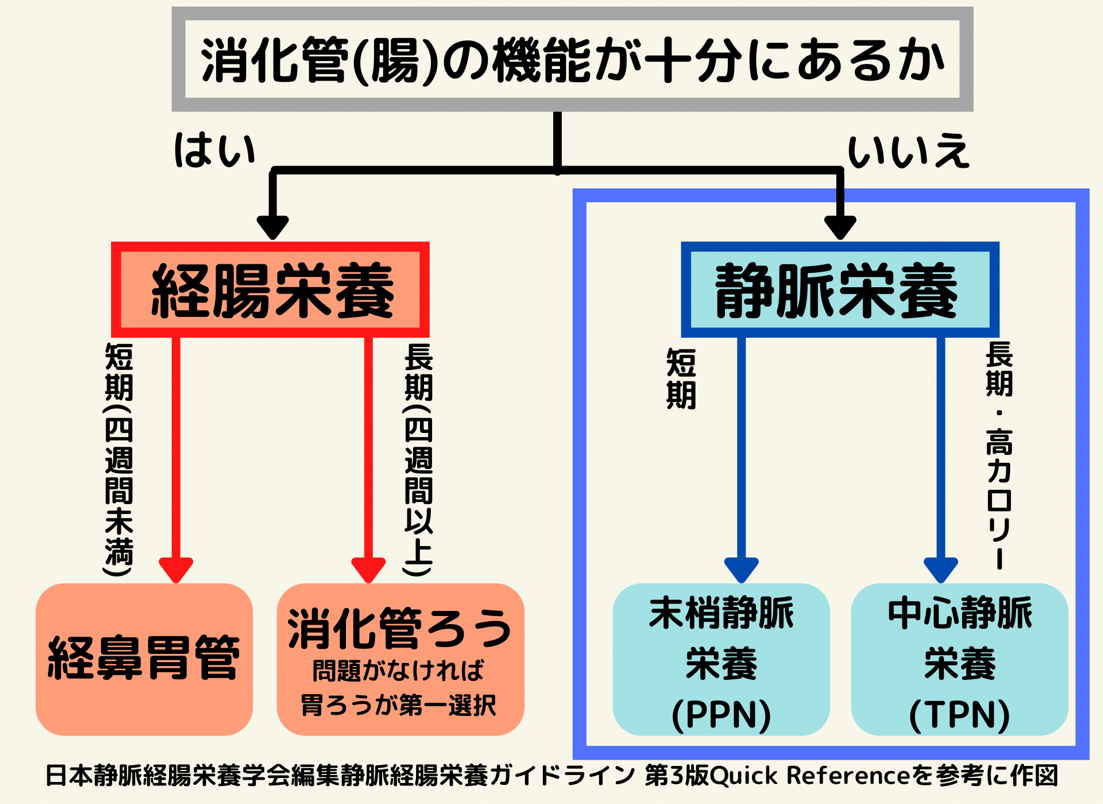 消化管(腸)の機能が十分にあるか
はい
いいえ
経腸栄養
静脈栄養
短期(四週間未満)
長期(四週間以上)
短期
長期・高カロリー
経鼻胃管
消化管ろう
問題がなければ
胃ろうが第一選択
末梢静脈
栄養
(PPN)
中心静脈
栄養
(TPN)
日本静脈経腸栄養学会編集静脈経腸栄養ガイドライン 第3版Quick Referenceを参考に作図